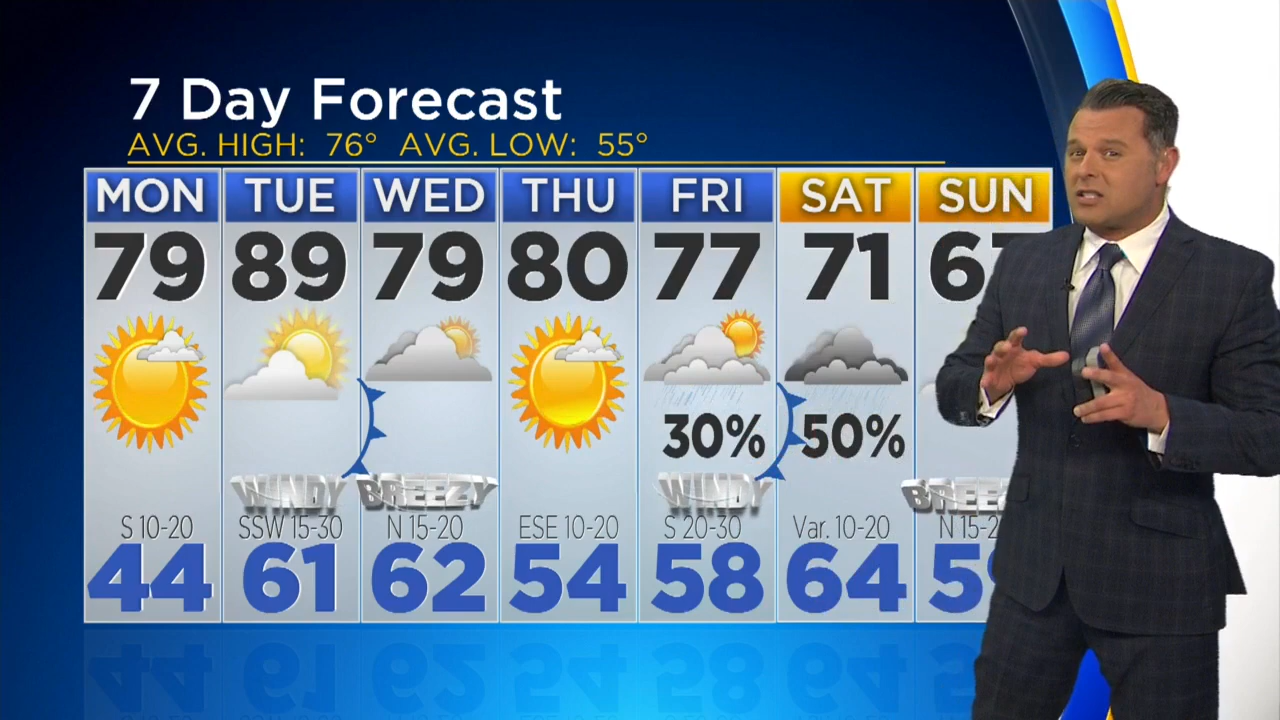 7 Day Forecast
AVG. HIGH: 76° AVG. LOW: 55°
MON TUE WED THU FRI SAT SUN
79 89 79 80 77 71
30% 50%
WINDY BREEZY WINDY
S 10-20 SSW 15-30 N 15-20 ESE 10-20 S 20-30 Var. 10-20
44 61 62 54 58 64